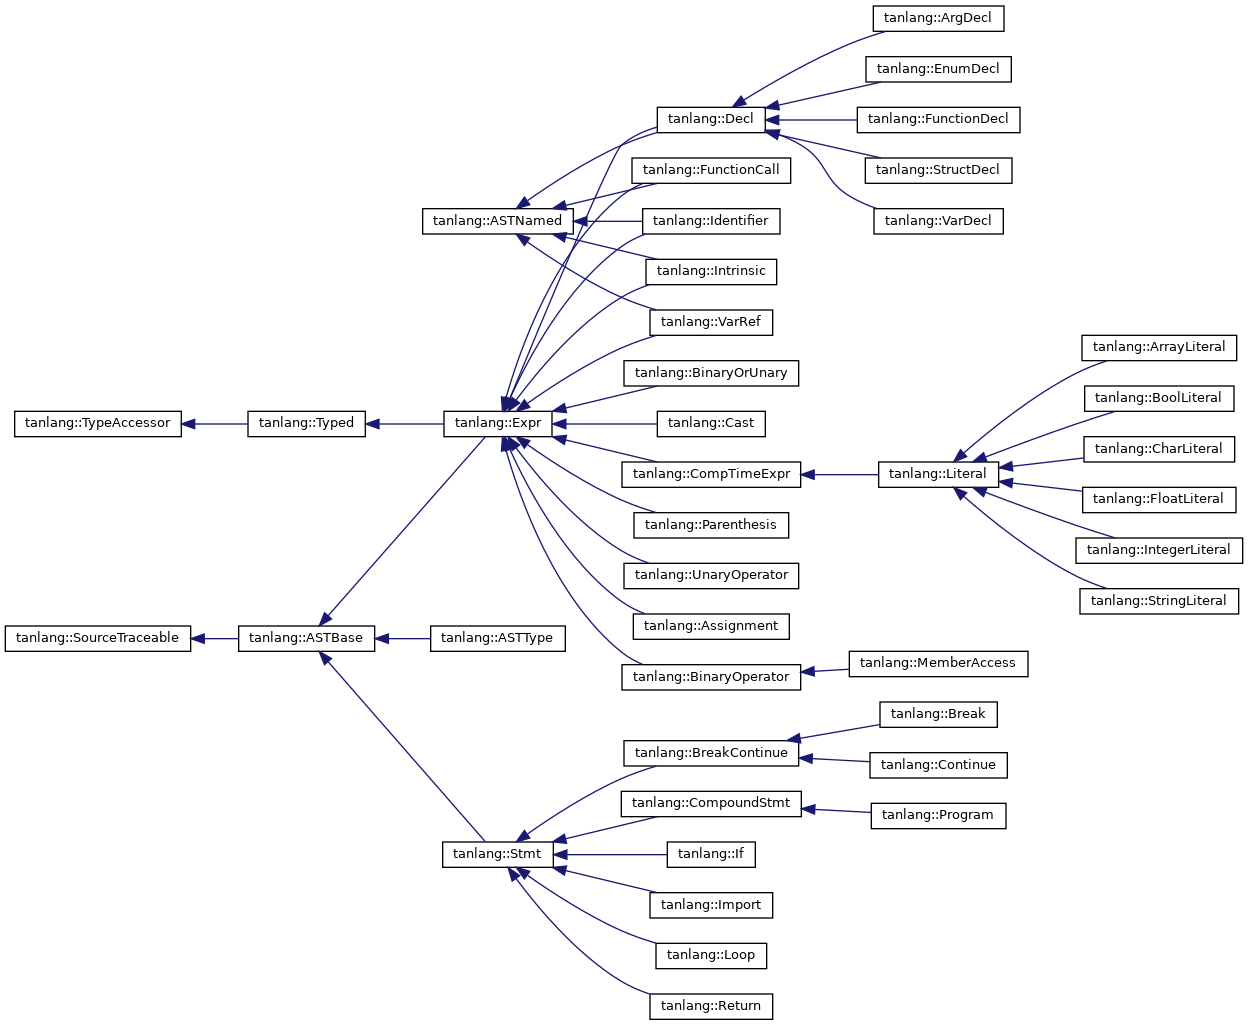 tanlang::ArgDecl
tanlang::EnumDecl
tanlang::Decl
tanlang::FunctionDecl
tanlang::FunctionCall
tanlang::StructDecl
tanlang::ASTNamed
tanlang::Identifier
tanlang::VarDecl
tanlang::Intrinsic
tanlang::VarRef
tanlang::ArrayLiteral
tanlang::BinaryOrUnary
tanlang::BoolLiteral
tanlang::TypeAccessor
tanlang::Typed
tanlang::Expr
tanlang::Cast
tanlang::CharLiteral
tanlang::CompTimeExpr
tanlang::Literal
tanlang::FloatLiteral
tanlang::Parenthesis
tanlang::IntegerLiteral
tanlang::UnaryOperator
tanlang::StringLiteral
tanlang::Assignment
tanlang::SourceTraceable
tanlang::ASTBase
tanlang::ASTType
tanlang::MemberAccess
tanlang::BinaryOperator
tanlang::Break
tanlang::BreakContinue
tanlang::Continue
tanlang::CompoundStmt
tanlang::Program
tanlang::Stmt
tanlang::If
tanlang::Import
tanlang::Loop
tanlang::Return